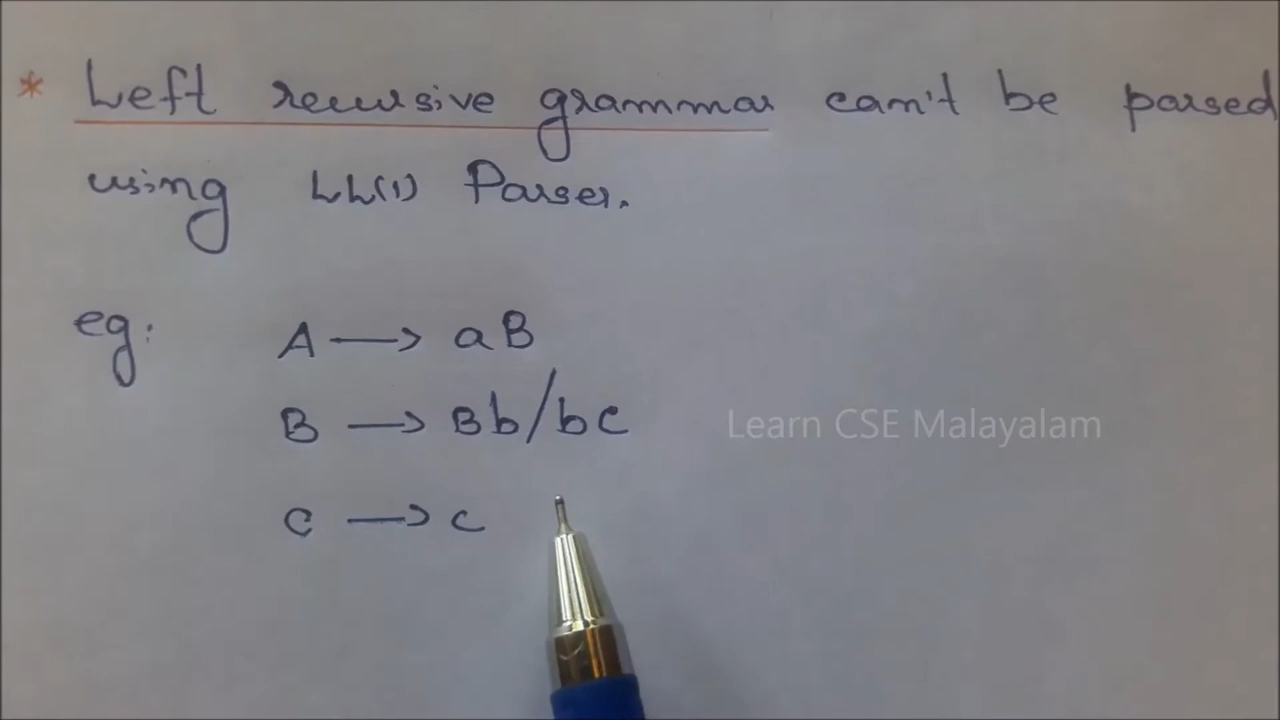 * Left recursive grammar can't be parsed
using LL(1) Parser.
eg: A → aB
B → Bb/bC
C → c
Learn CSE Malayalam